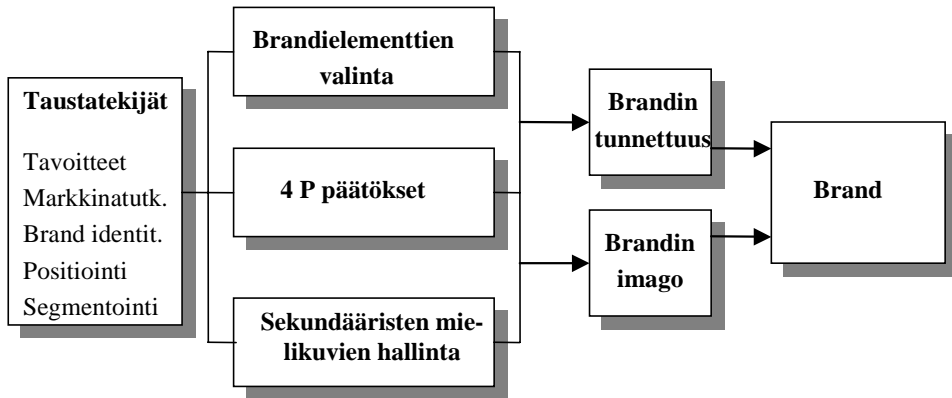 Taustatekijät
Tavoitteet
Markkinatutk.
Brand identit.
Positiointi
Segmentointi
Brandielementtien
valinta
4 P päätökset
Sekundääristen mie-
likuvien hallinta
Brandin
tunnettuus
Brandin
imago
Brand